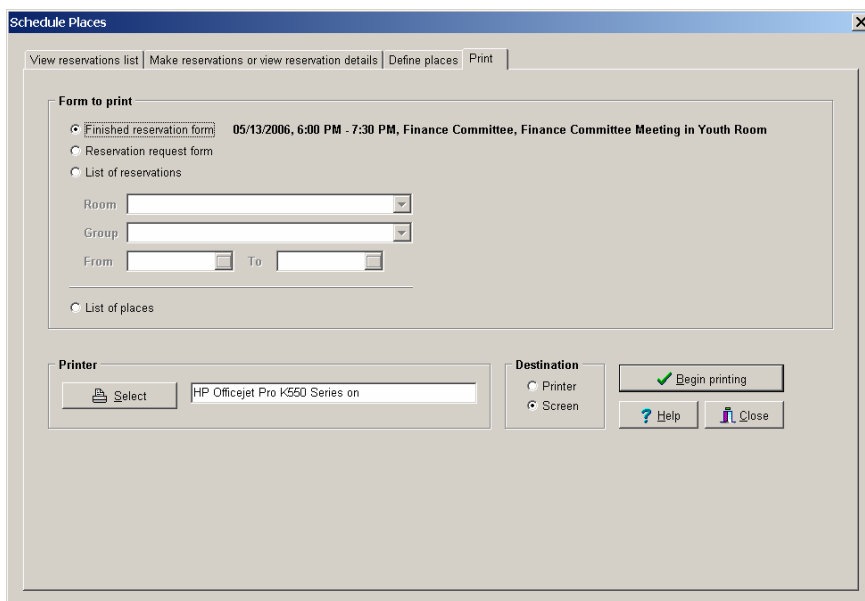 Schedule Places
View reservations list Make reservations or view reservation details Define places Print
Form to print
Finished reservation form 05/13/2006, 6:00 PM - 7:30 PM, Finance Committee, Finance Committee Meeting in Youth Room
Reservation request form
List of reservations
Room
Group
From To
List of places
Printer
Select HP Officejet Pro K550 Series on
Destination
Printer
Screen
Begin printing
Help Close